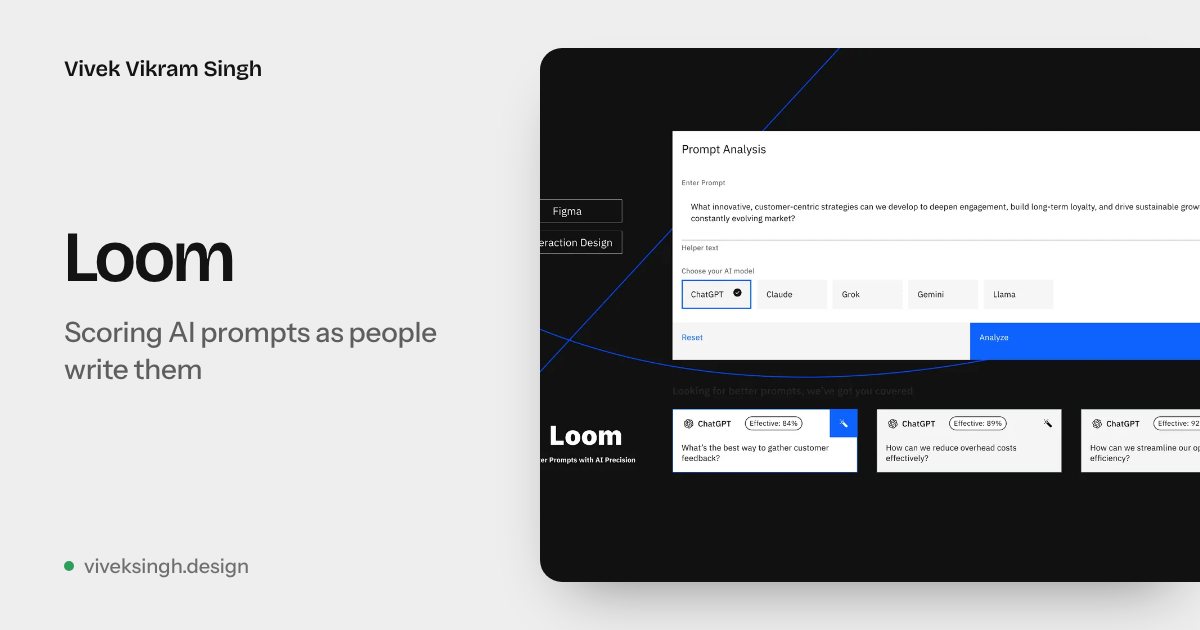 Vivek Vikram Singh
Loom
Scoring AI prompts as people
write them
viveksingh.design
Figma
eraction Design
Loom
er Prompts with AI Precision
Prompt Analysis
Enter Prompt
What innovative, customer-centric strategies can we develop to deepen engagement, build long-term loyalty, and drive sustainable grow
constantly evolving market?
Helper text
Choose your AI model
ChatGPT
Claude
Grok
Gemini
Llama
Reset
Analyze
Looking for better prompts, we've got you covered
ChatGPT
Effective: 84%
What's the best way to gather customer
feedback?
ChatGPT
Effective: 89%
How can we reduce overhead costs
effectively?
ChatGPT
Effective: 92
How can we streamline our op
efficiency?